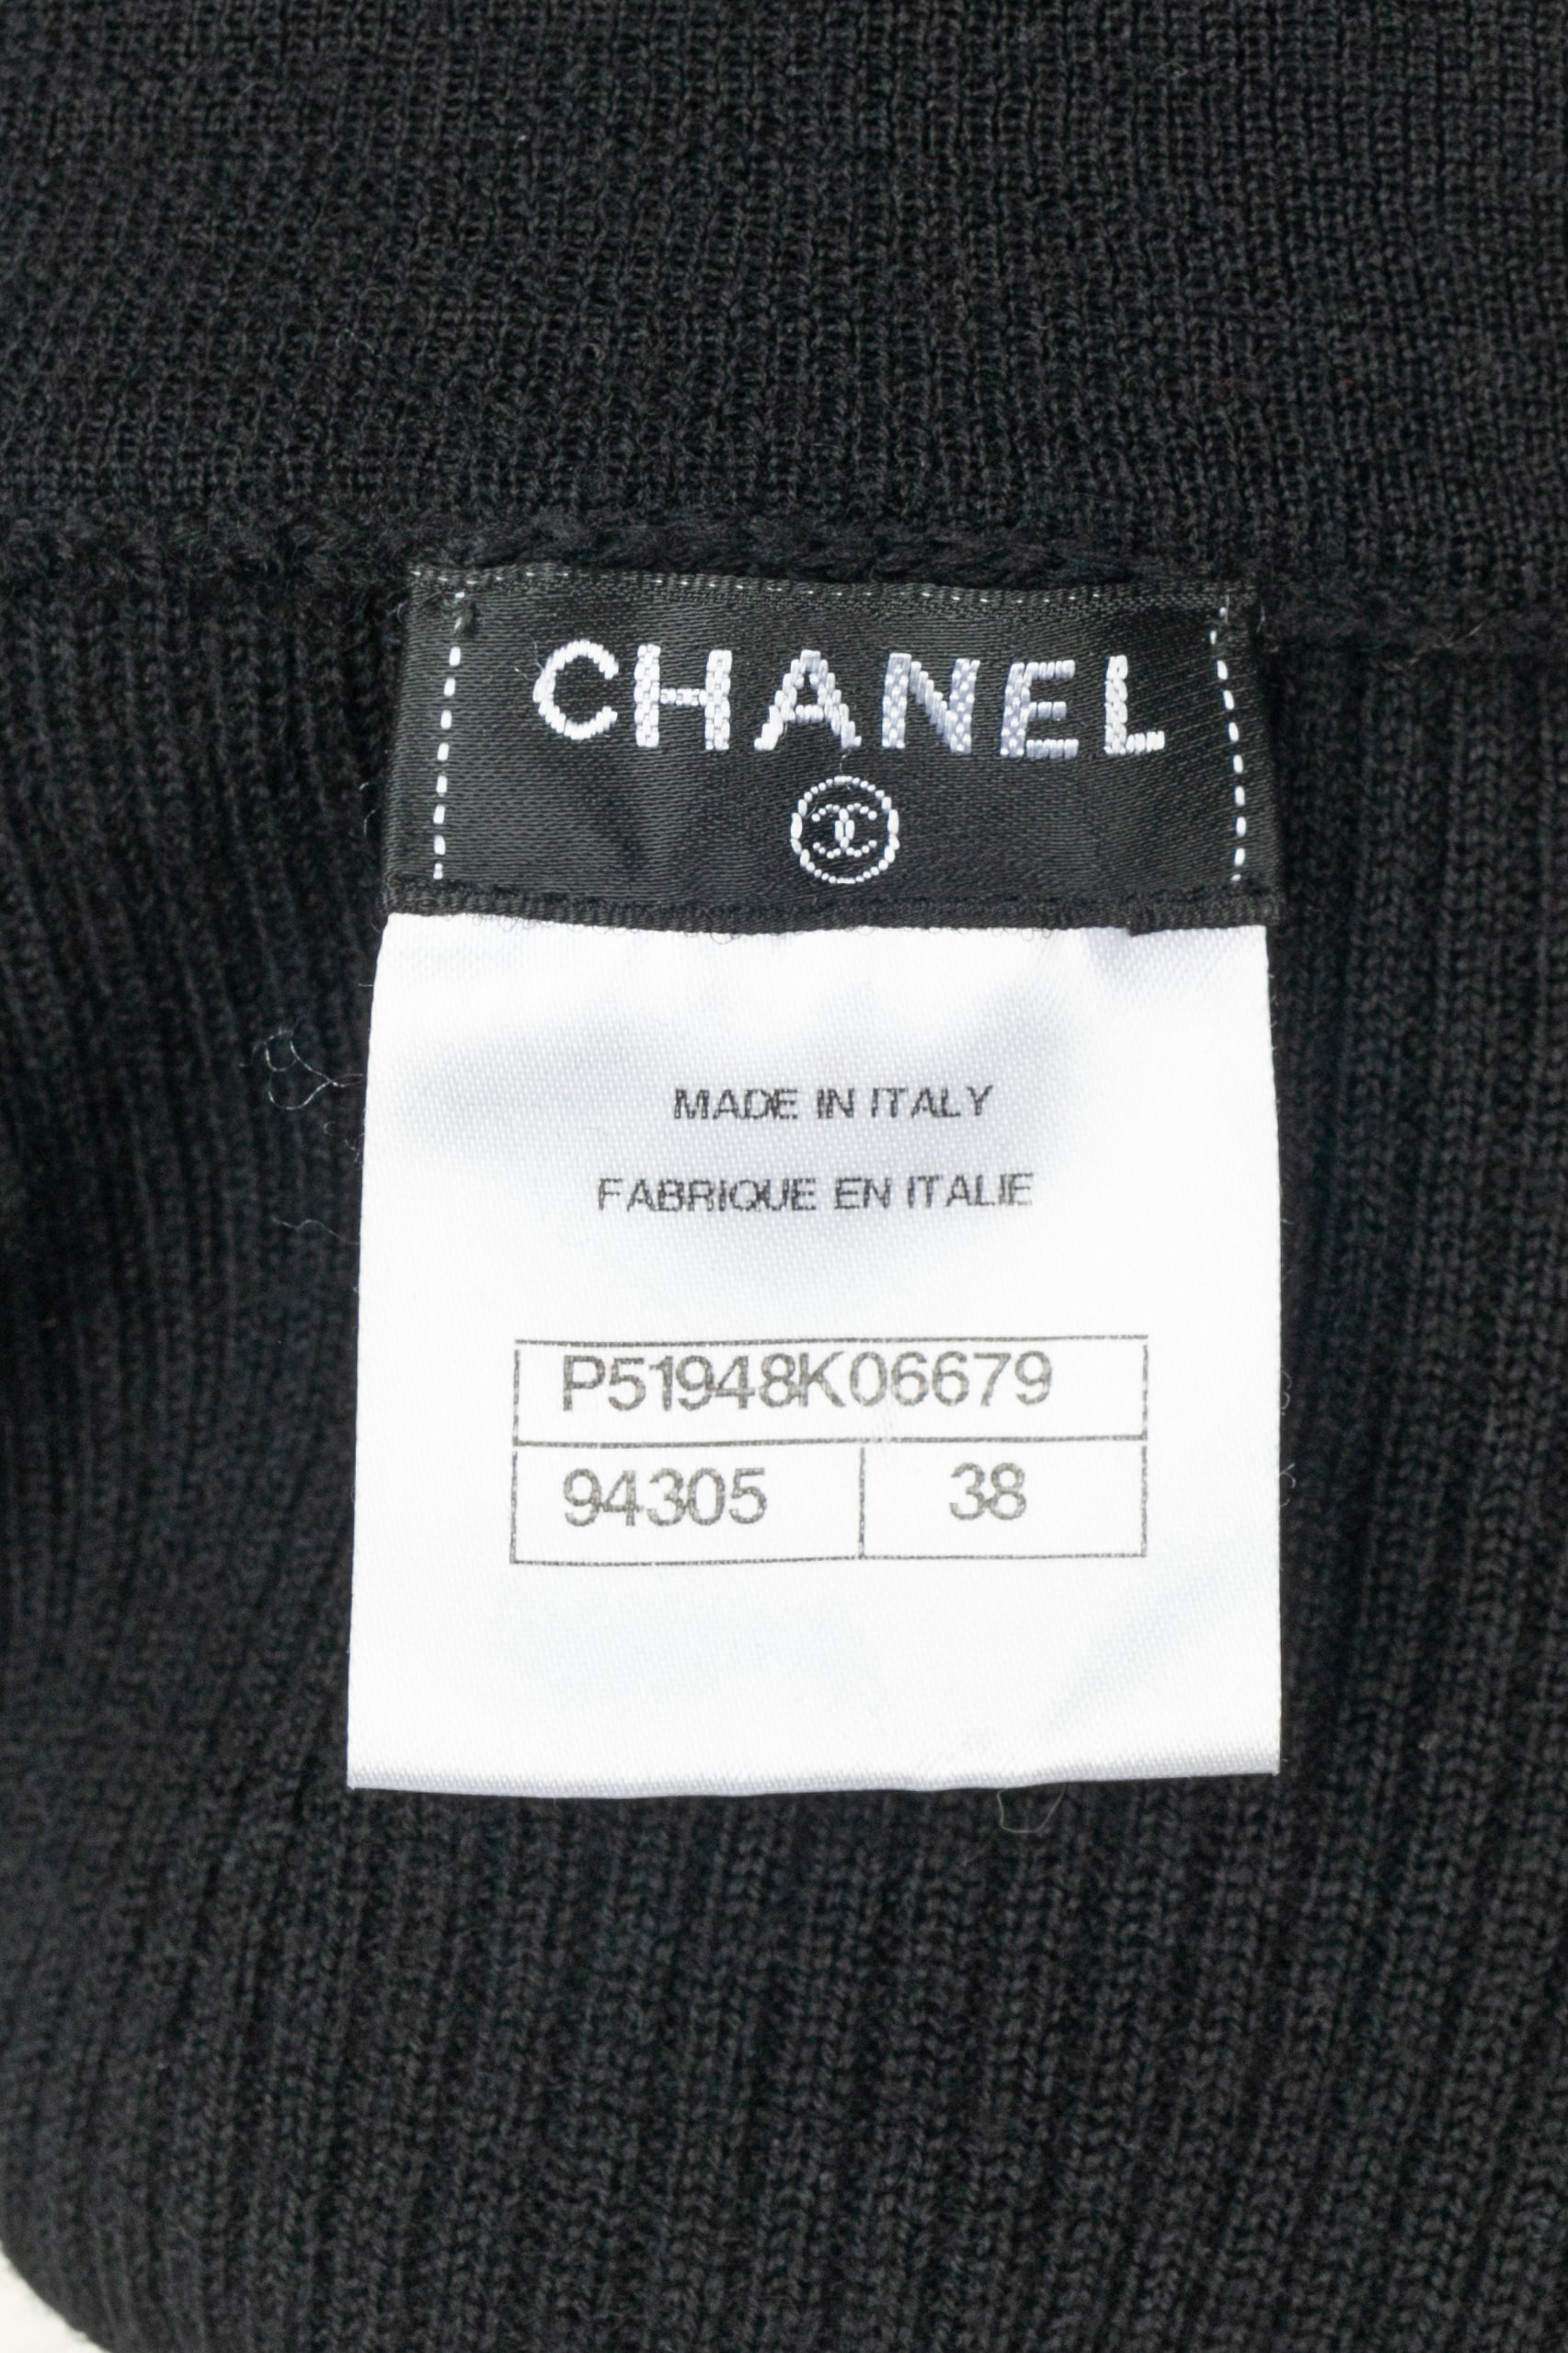 CHANEL
MADE IN ITALY
FABRIQUE EN ITALIE
P51948K06679
94305 38